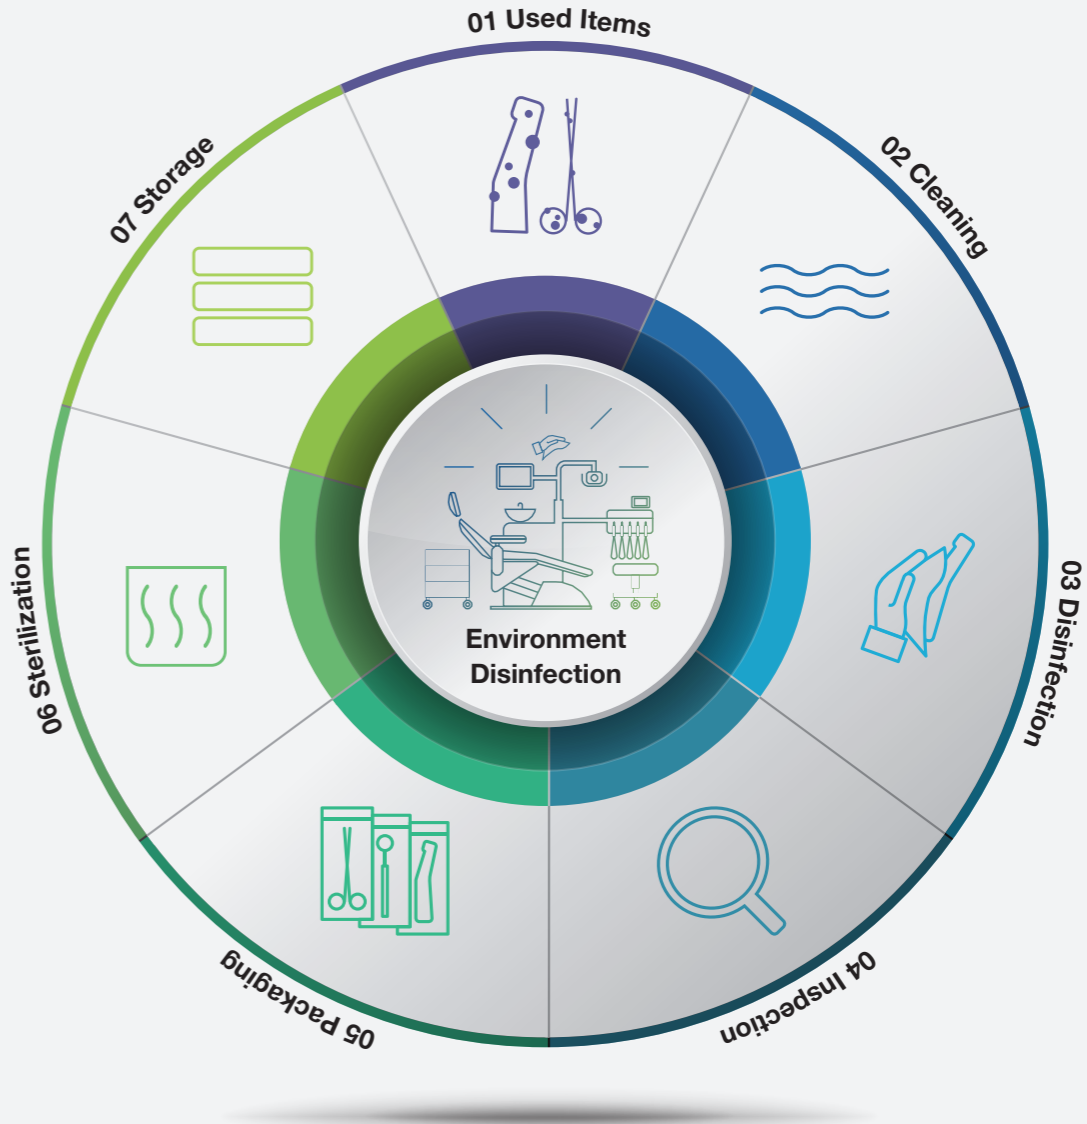 01 Used Items
02 Cleaning
03 Disinfection
04 Inspection
05 Packaging
06 Sterilization
07 Storage
Environment
Disinfection